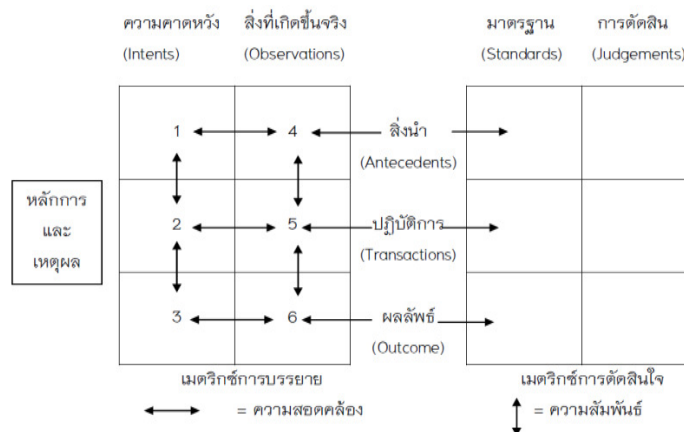 ความคาดหวัง สิ่งที่เกิดขึ้นจริง มาตรฐาน การตัดสิน
(Intents) (Observations) (Standards) (Judgements)
1 4 สิ่งนำ
(Antecedents)
หลักการ
และ
เหตุผล
2 5 ปฏิบัติการ
(Transactions)
3 6 ผลลัพธ์
(Outcome)
เมตริกซ์การบรรยาย เมตริกซ์การตัดสินใจ
= ความสอดคล้อง = ความสัมพันธ์